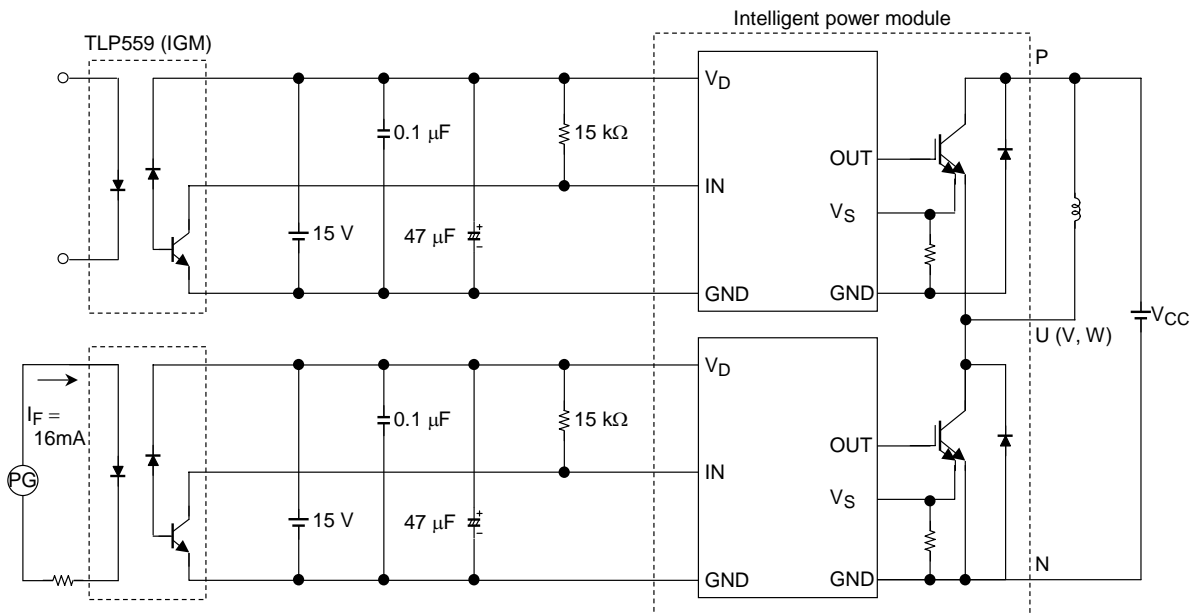 Intelligent power module
TLP559 (IGM)
P
VD
0.1 μF
15 kΩ
OUT
IN
VS
15 V
47 μF
+
−
GND
GND
VCC
U (V, W)
VD
IF =
16mA
0.1 μF
15 kΩ
OUT
IN
PG
VS
15 V
47 μF
+
−
N
GND
GND